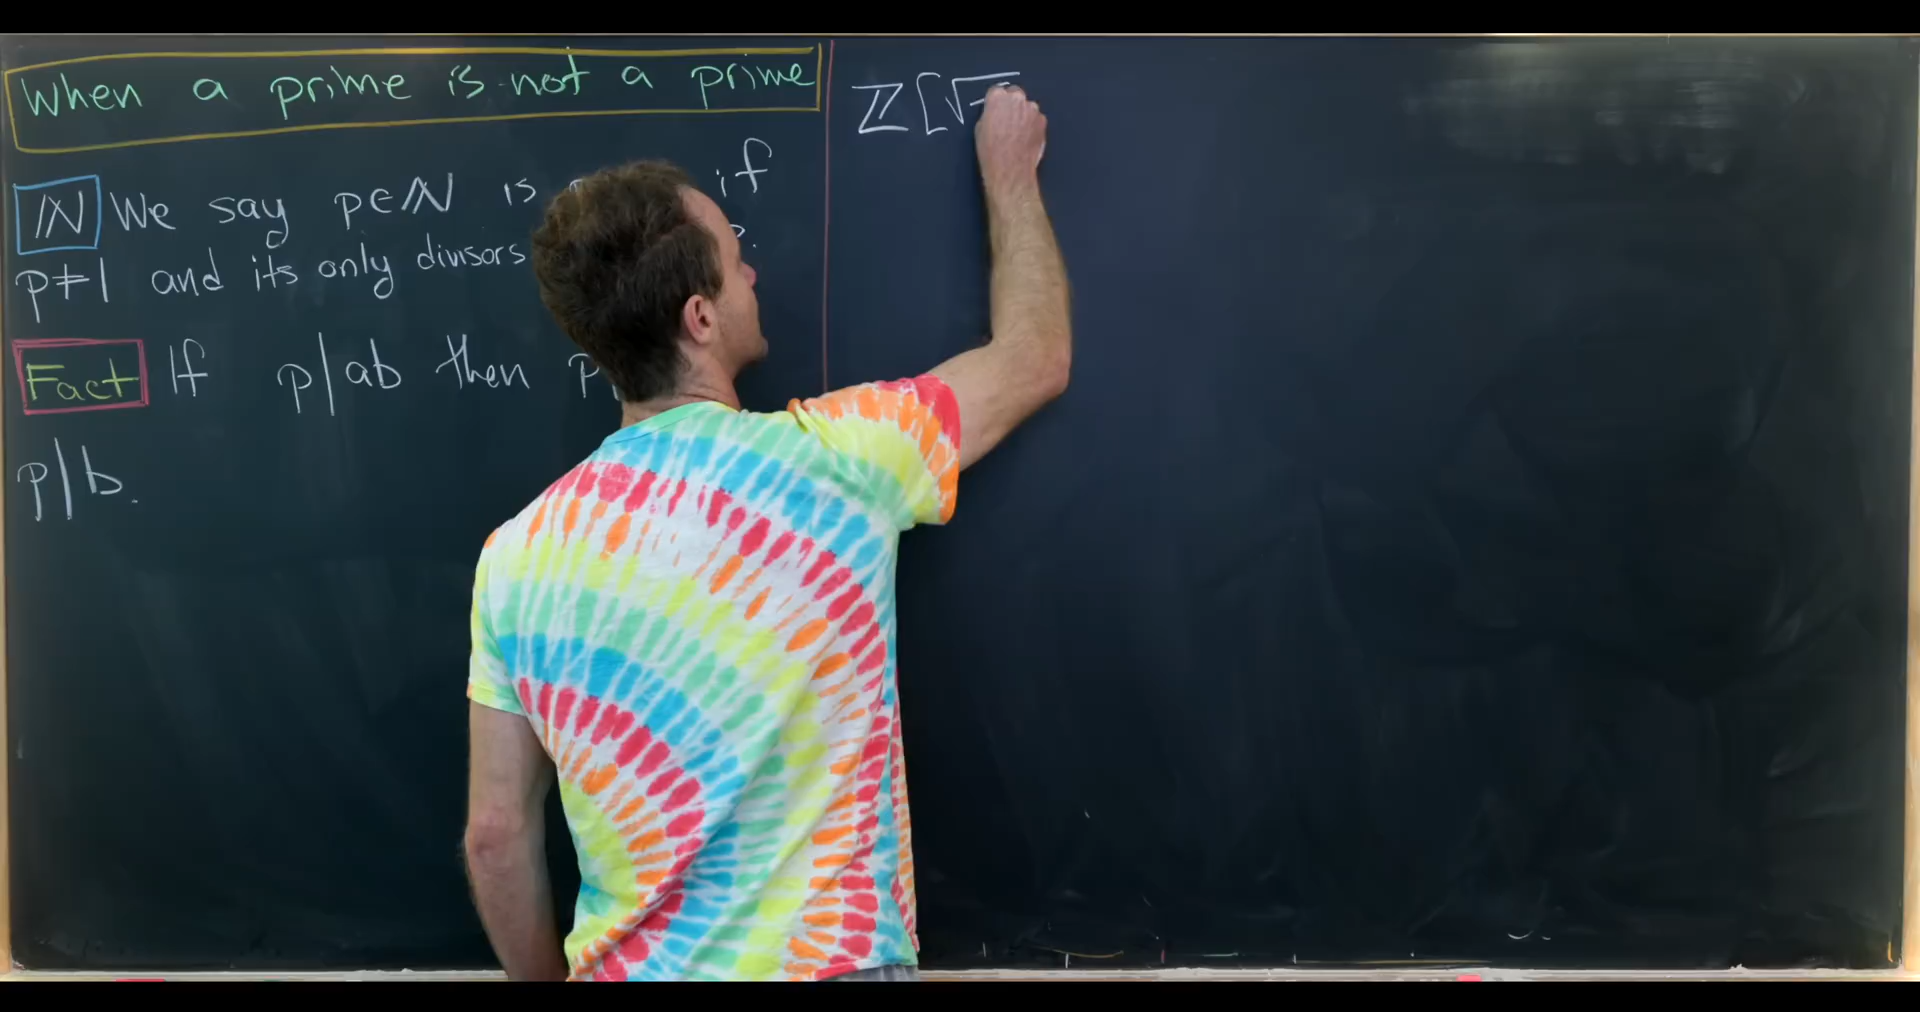 When a prime is not a prime
ℕ We say p∈ℕ is if
p≠1 and its only divisors
Fact If p|ab then p
p|b.
ℤ[√